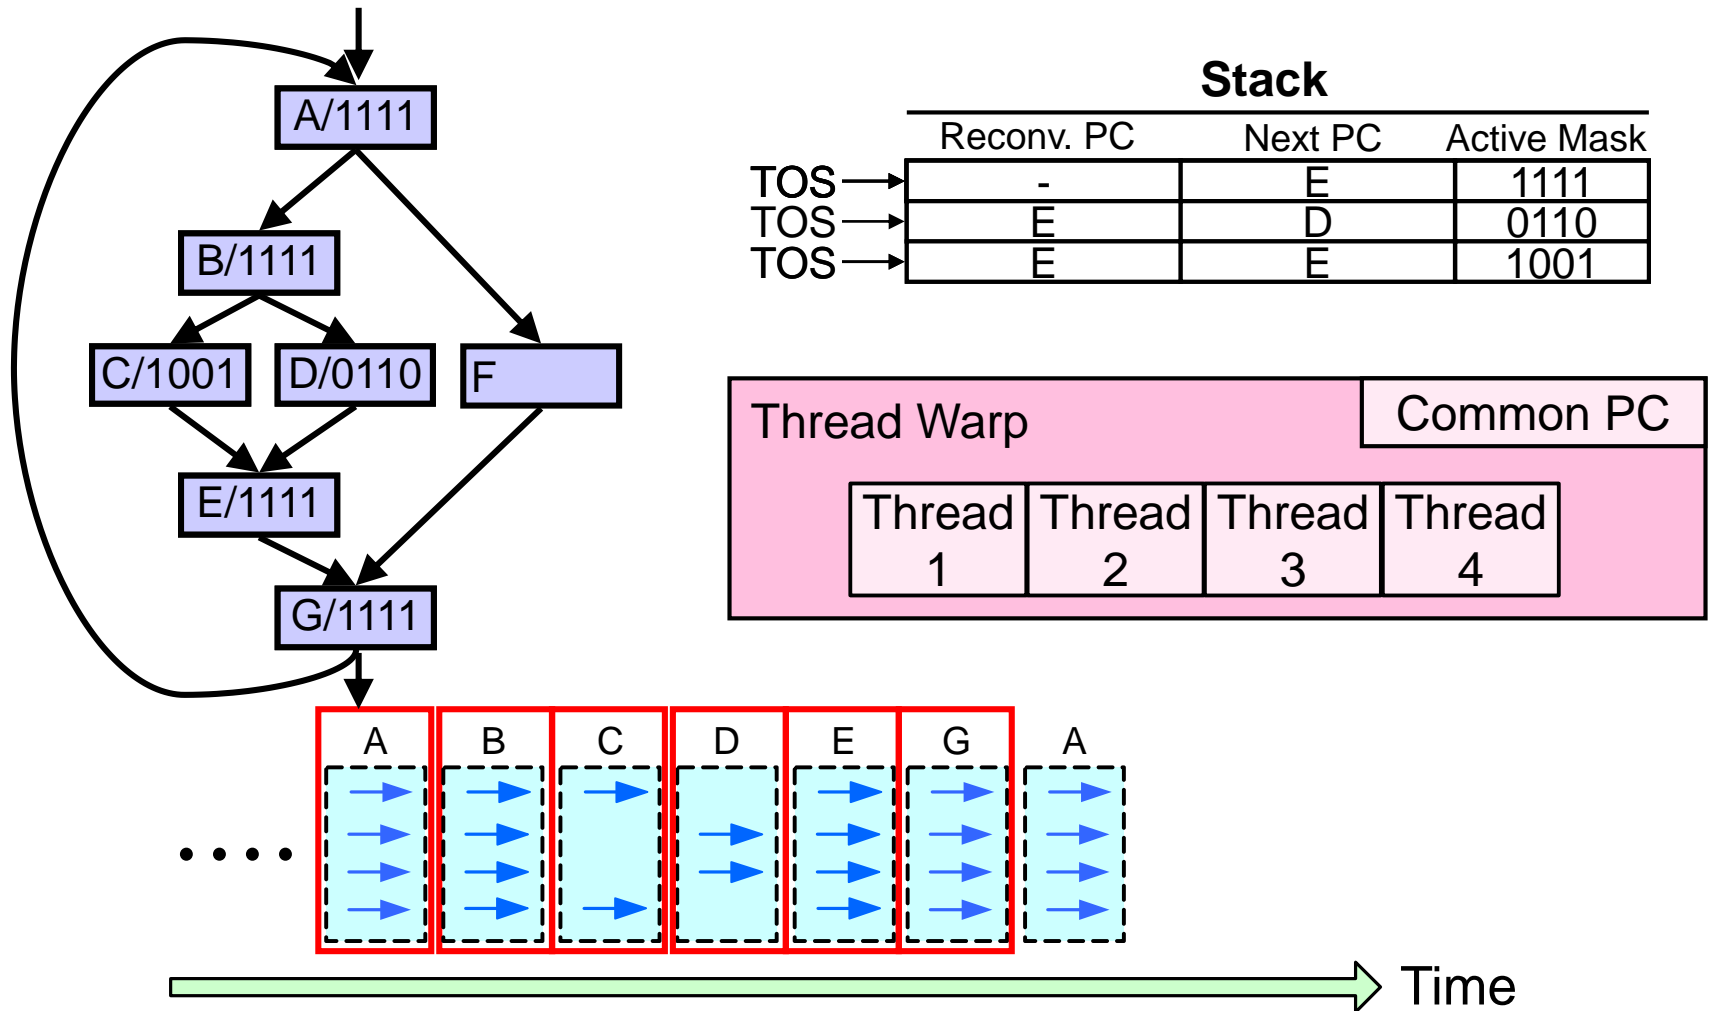 A/1111
B/1111
C/1001
D/0110
F
E/1111
G/1111
Stack
Reconv. PC Next PC Active Mask
TOS - E 1111
TOS E D 0110
TOS E E 1001
Thread Warp
Common PC
Thread Thread Thread Thread
1 2 3 4
A B C D E G A
Time